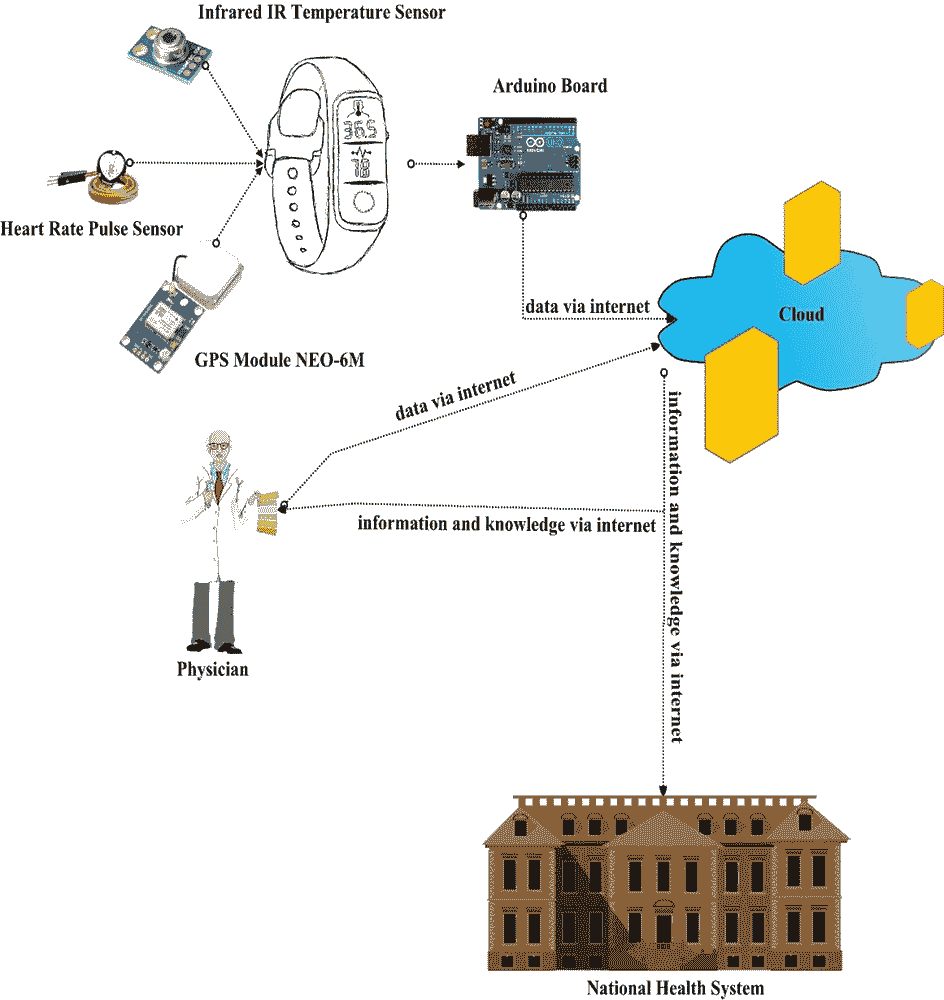 Infrared IR Temperature Sensor
Arduino Board
36.5
78
Heart Rate Pulse Sensor
GPS Module NEO-6M
data via internet
Cloud
data via internet
information and knowledge via internet
information and knowledge via internet
Physician
National Health System